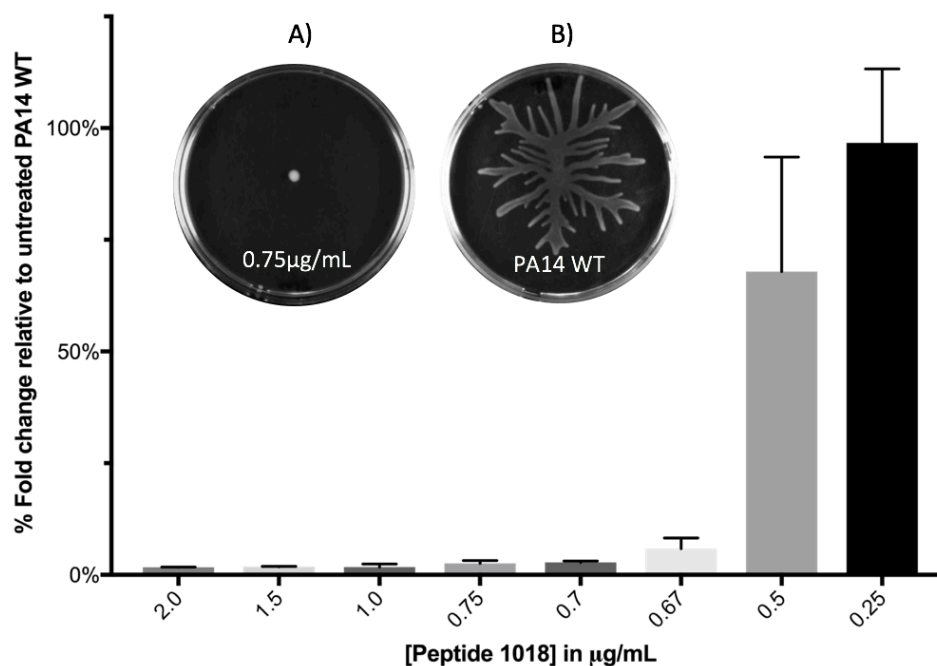 A)
B)
0.75µg/mL
PA14 WT
% Fold change relative to untreated PA14 WT
100%
50%
0%
2.0
1.5
1.0
0.75
0.7
0.67
0.5
0.25
[Peptide 1018] in µg/mL